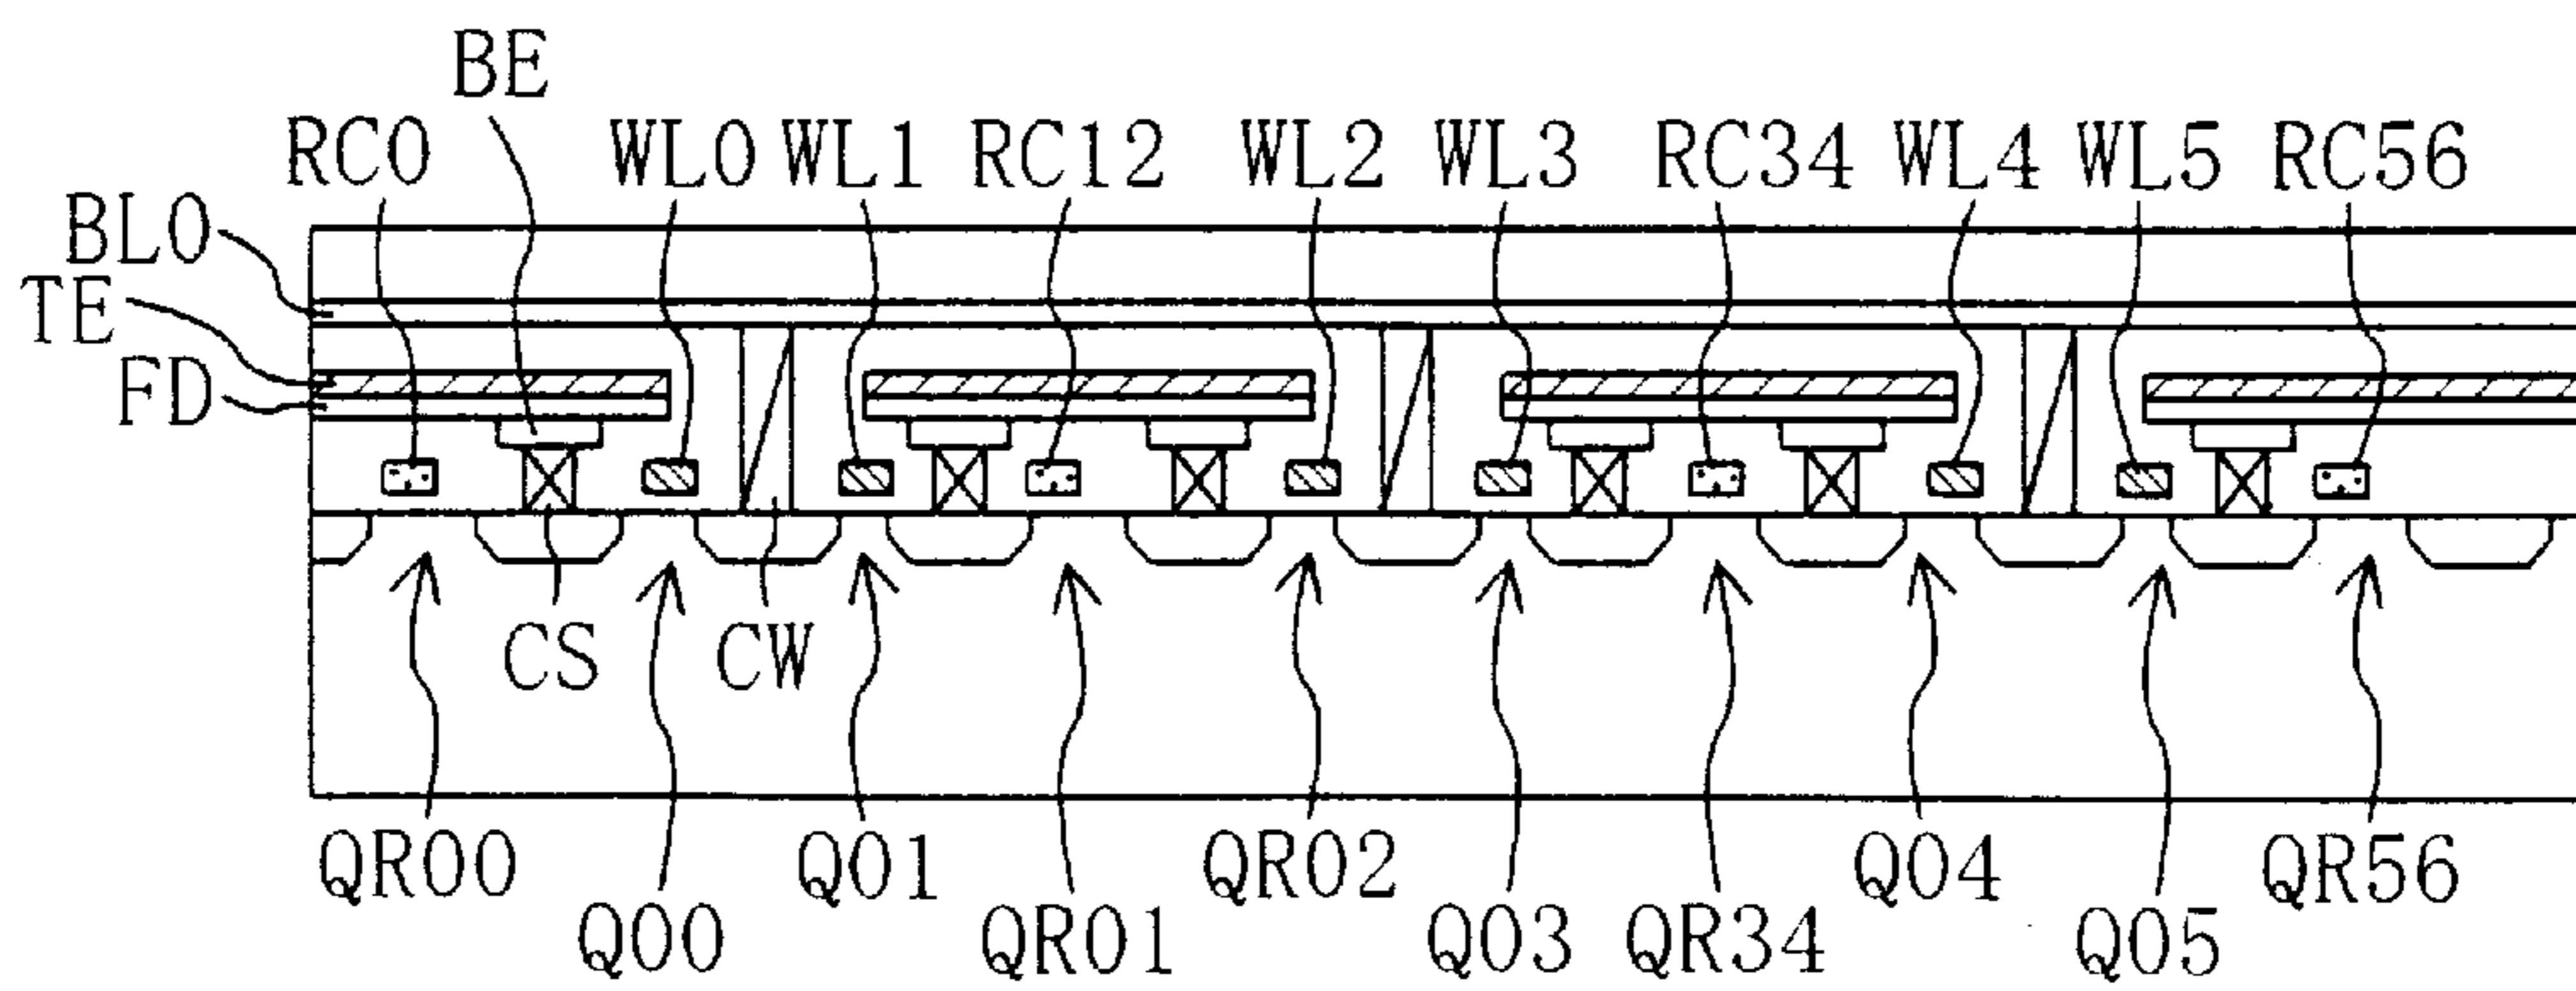 BE
RC0 WL0 WL1 RC12 WL2 WL3 RC34 WL4 WL5 RC56
BL0
TE
FD
CS CW
QR00 Q01 QR02 Q04 QR56
Q00 QR01 Q03 QR34 Q05